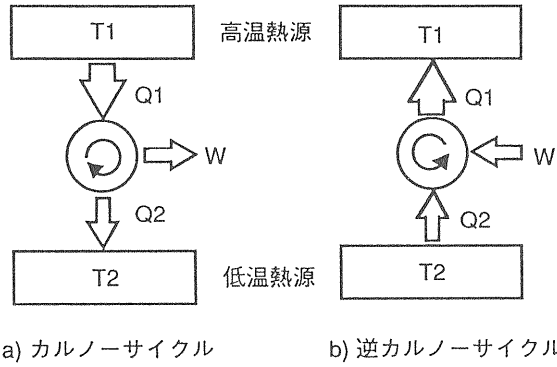 T1 高温熱源 T1
Q1 Q1
W W
Q2 Q2
T2 低温熱源 T2
a) カルノーサイクル b) 逆カルノーサイクル